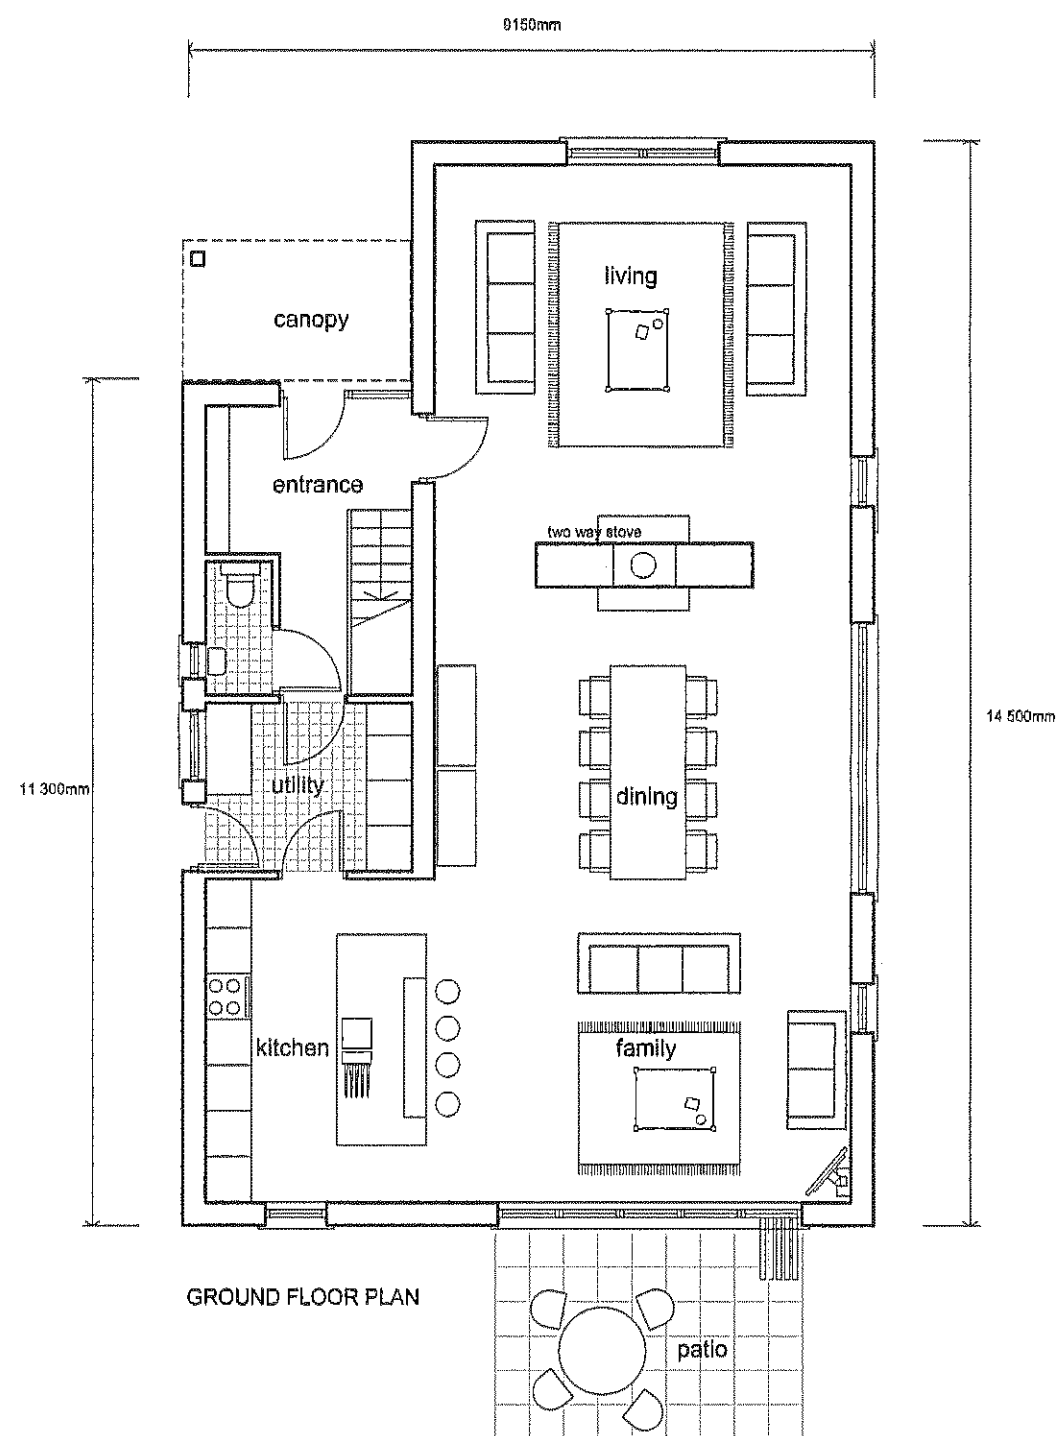 9150mm
living
canopy
entrance
two way stove
14 500mm
utility
11 300mm
dining
kitchen
family
GROUND FLOOR PLAN
patio